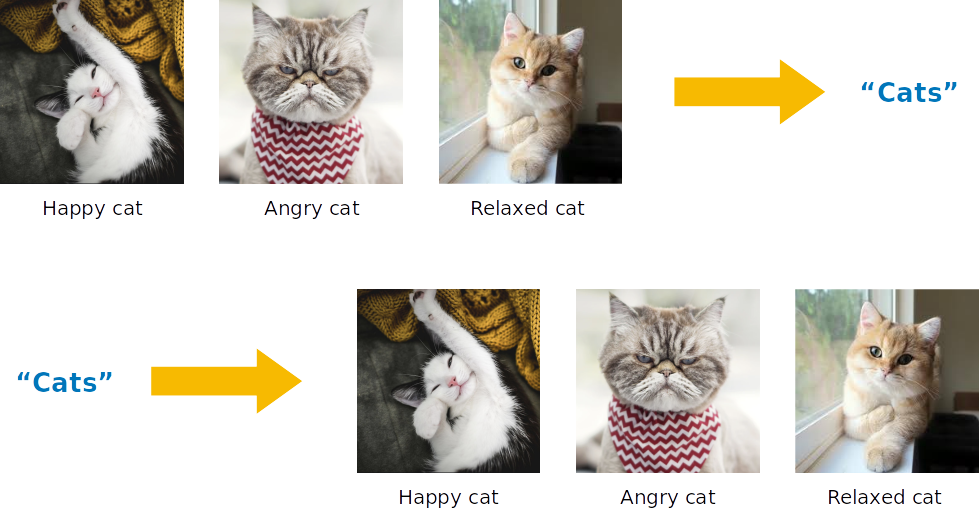 “Cats”
Happy cat
Angry cat
Relaxed cat
“Cats”
Happy cat
Angry cat
Relaxed cat